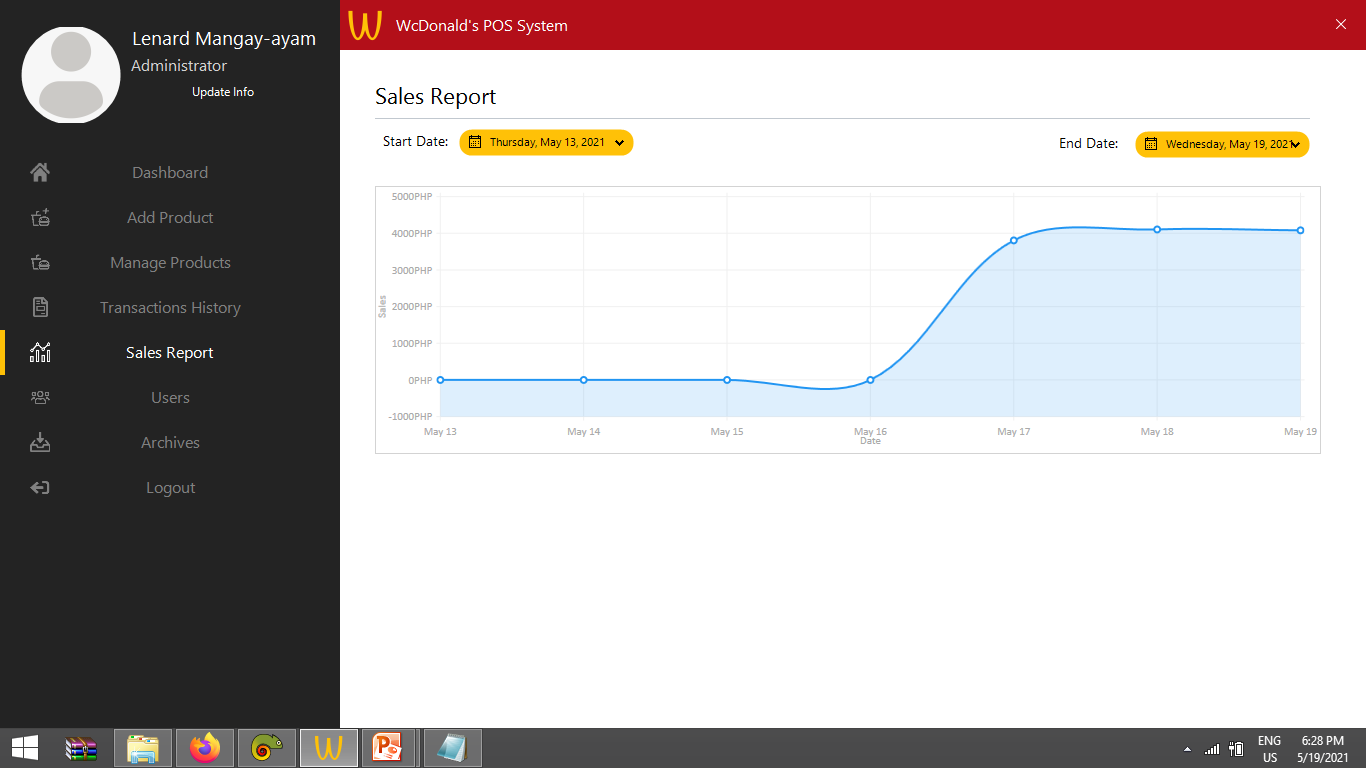 Lenard Mangay-ayam
Administrator
Update Info
Dashboard
Add Product
Manage Products
Transactions History
Sales Report
Users
Archives
Logout
WcDonald's POS System
Sales Report
Start Date: Thursday, May 13, 2021
End Date: Wednesday, May 19, 2021
5000PHP
4000PHP
3000PHP
2000PHP
1000PHP
0PHP
-1000PHP
Sales
May 13 May 14 May 15 May 16 May 17 May 18 May 19
Date
ENG 6:28 PM
US 5/19/2021